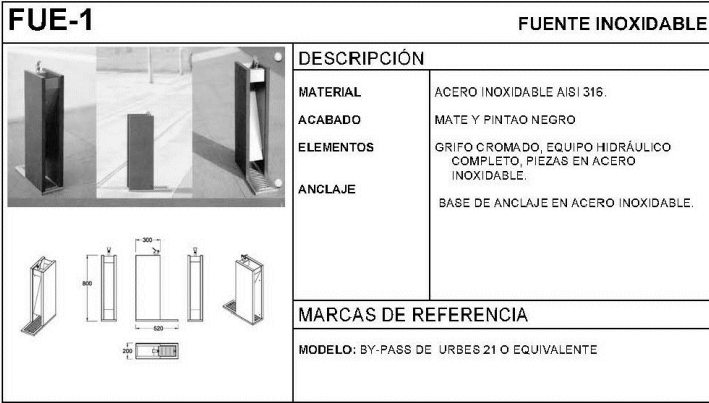 FUE-1
FUENTE INOXIDABLE
DESCRIPCIÓN
MATERIAL
ACERO INOXIDABLE AISI 316.
ACABADO
MATE Y PINTAO NEGRO
ELEMENTOS
GRIFO CROMADO, EQUIPO HIDRÁULICO
COMPLETO, PIEZAS EN ACERO
INOXIDABLE.
ANCLAJE
BASE DE ANCLAJE EN ACERO INOXIDABLE.
300
800
520
200
MARCAS DE REFERENCIA
MODELO: BY-PASS DE URBES 21 O EQUIVALENTE